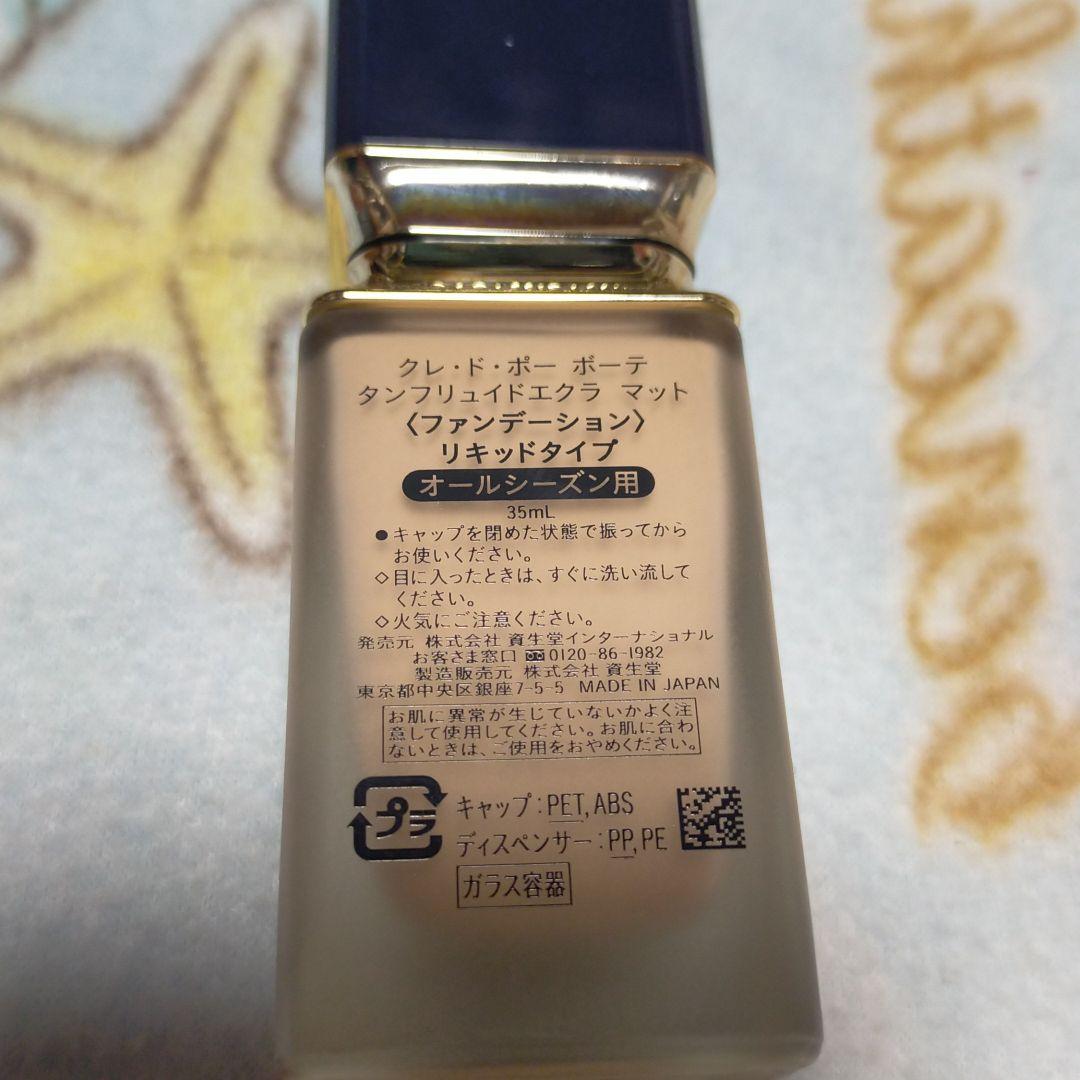 クレ・ド・ポー ボーテ
タンフリュイドエクラ マット
〈ファンデーション〉
リキッドタイプ
オールシーズン用
35mL
●キャップを閉めた状態で振ってから
お使いください。
◇目に入ったときは、すぐに洗い流して
ください。
◇火気にご注意ください。
発売元 株式会社 資生堂インターナショナル
お客さま窓口 0120-86-1982
製造販売元 株式会社 資生堂
東京都中央区銀座7-5-5 MADE IN JAPAN
お肌に異常が生じていないかよく注
意して使用してください。お肌に合わ
ないときは、ご使用をおやめください。
プラ
キャップ:PET,ABS
ディスペンサー:PP,PE
ガラス容器